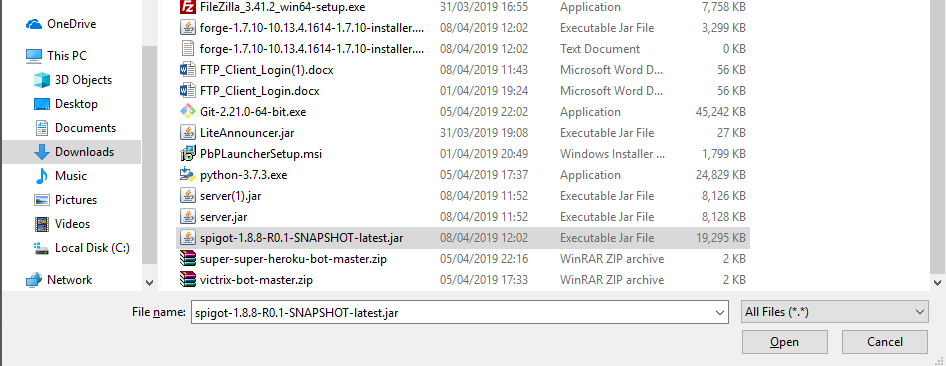 FileZilla_3.41.2_win64-setup.exe 31/03/2019 16:55 Application 7,758 KB
OneDrive
forge-1.7.10-10.13.4.1614-1.7.10-installer.... 08/04/2019 12:02 Executable Jar File 3,299 KB
forge-1.7.10-10.13.4.1614-1.7.10-installer.... 08/04/2019 12:02 Text Document 0 KB
This PC
FTP_Client_Login(1).docx 08/04/2019 11:43 Microsoft Word D... 56 KB
3D Objects
FTP_Client_Login.docx 01/04/2019 19:24 Microsoft Word D... 56 KB
Desktop
Git-2.21.0-64-bit.exe 05/04/2019 22:02 Application 45,242 KB
Documents
LiteAnnouncer.jar 31/03/2019 19:08 Executable Jar File 27 KB
Downloads
PbPLauncherSetup.msi 01/04/2019 20:49 Windows Installer ... 1,799 KB
Music
python-3.7.3.exe 05/04/2019 17:37 Application 24,829 KB
Pictures
server(1).jar 08/04/2019 11:52 Executable Jar File 8,126 KB
Videos
server.jar 08/04/2019 11:52 Executable Jar File 8,128 KB
spigot-1.8.8-R0.1-SNAPSHOT-latest.jar 08/04/2019 12:02 Executable Jar File 19,295 KB
Local Disk (C:)
super-super-heroku-bot-master.zip 05/04/2019 22:16 WinRAR ZIP archive 2 KB
Network
victrix-bot-master.zip 05/04/2019 17:33 WinRAR ZIP archive 2 KB
File name: spigot-1.8.8-R0.1-SNAPSHOT-latest.jar All Files (*.*)
Open Cancel